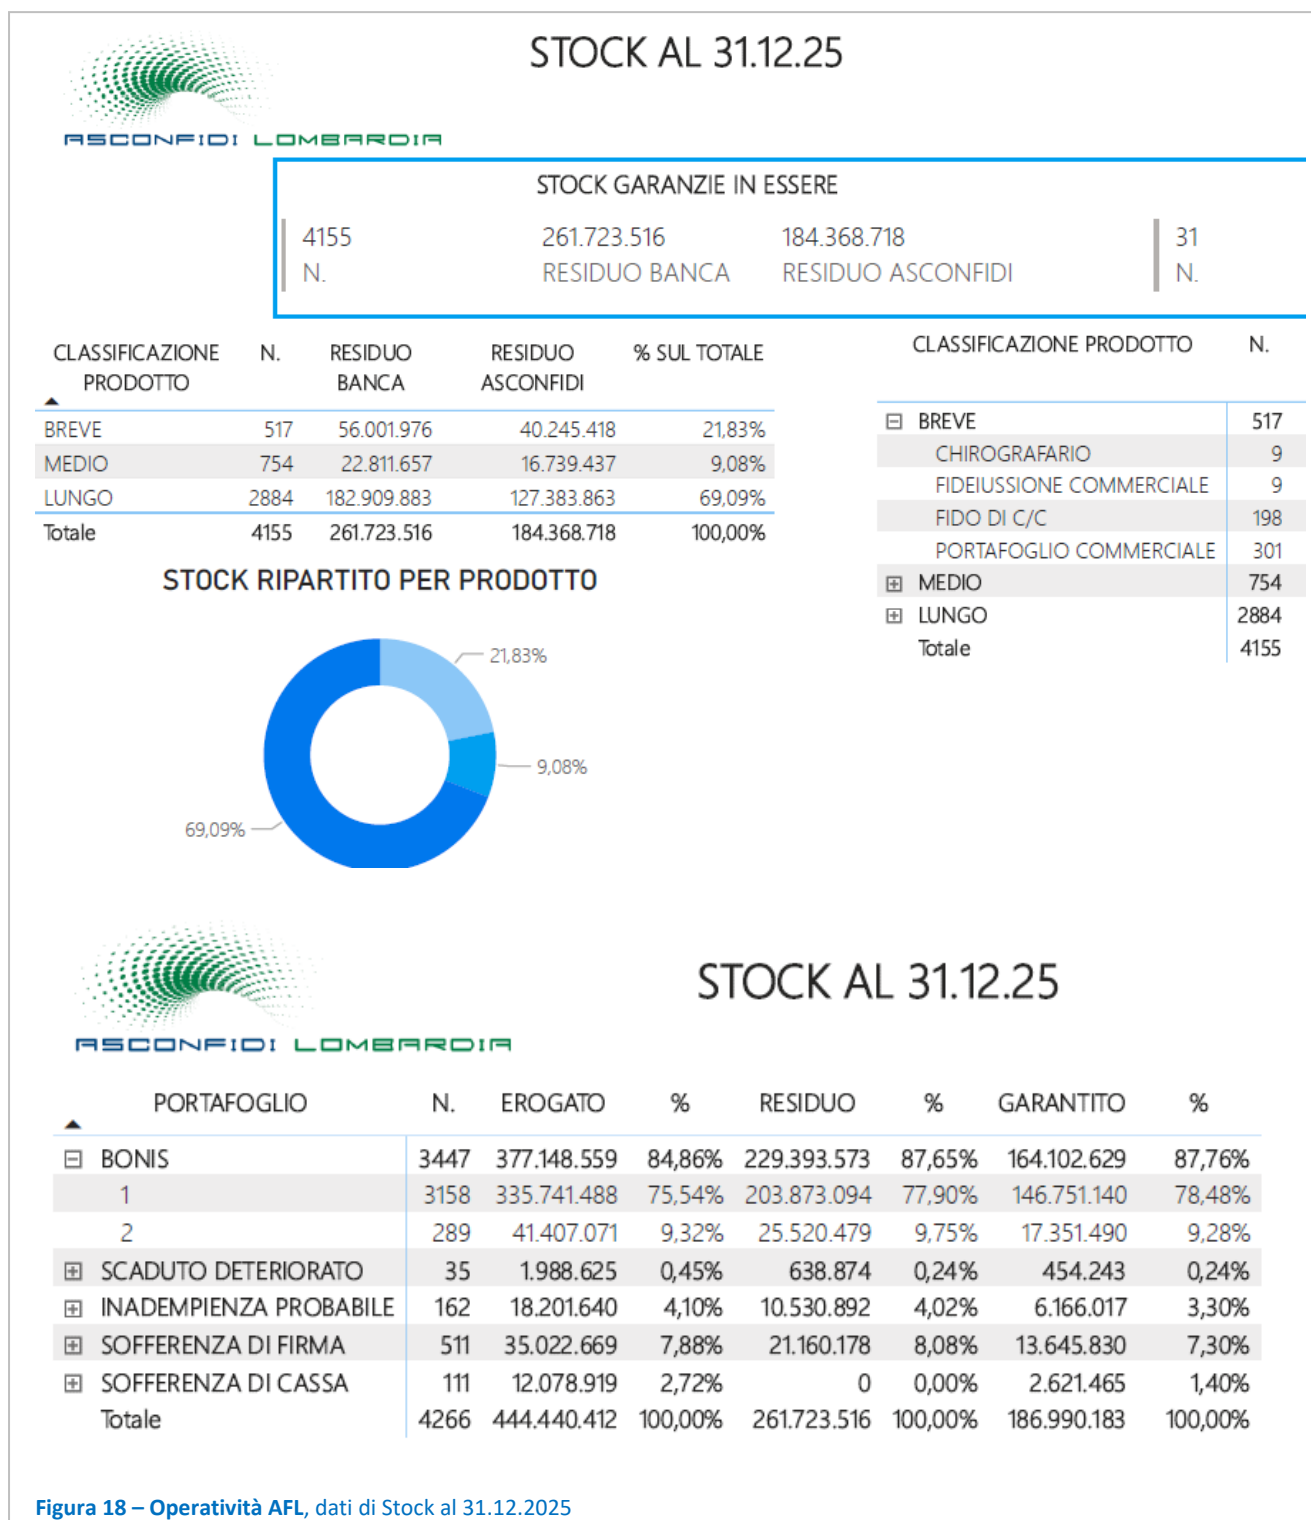 STOCK AL 31.12.25
ASCONFIDI LOMBARDIA
STOCK GARANZIE IN ESSERE
4155 261.723.516 184.368.718 31
N. RESIDUO BANCA RESIDUO ASCONFIDI N.
CLASSIFICAZIONE PRODOTTO N. RESIDUO BANCA RESIDUO ASCONFIDI % SUL TOTALE
BREVE 517 56.001.976 40.245.418 21,83%
MEDIO 754 22.811.657 16.739.437 9,08%
LUNGO 2884 182.909.883 127.383.863 69,09%
Totale 4155 261.723.516 184.368.718 100,00%
CLASSIFICAZIONE PRODOTTO N.
BREVE 517
CHIROGRAFARIO 9
FIDEIUSSIONE COMMERCIALE 9
FIDO DI C/C 198
PORTAFOGLIO COMMERCIALE 301
MEDIO 754
LUNGO 2884
Totale 4155
STOCK RIPARTITO PER PRODOTTO
21,83%
9,08%
69,09%
STOCK AL 31.12.25
ASCONFIDI LOMBARDIA
PORTAFOGLIO N. EROGATO % RESIDUO % GARANTITO %
BONIS 3447 377.148.559 84,86% 229.393.573 87,65% 164.102.629 87,76%
1 3158 335.741.488 75,54% 203.873.094 77,90% 146.751.140 78,48%
2 289 41.407.071 9,32% 25.520.479 9,75% 17.351.490 9,28%
SCADUTO DETERIORATO 35 1.988.625 0,45% 638.874 0,24% 454.243 0,24%
INADEMPIENZA PROBABILE 162 18.201.640 4,10% 10.530.892 4,02% 6.166.017 3,30%
SOFFERENZA DI FIRMA 511 35.022.669 7,88% 21.160.178 8,08% 13.645.830 7,30%
SOFFERENZA DI CASSA 111 12.078.919 2,72% 0 0,00% 2.621.465 1,40%
Totale 4266 444.440.412 100,00% 261.723.516 100,00% 186.990.183 100,00%
Figura 18 – Operatività AFL, dati di Stock al 31.12.2025